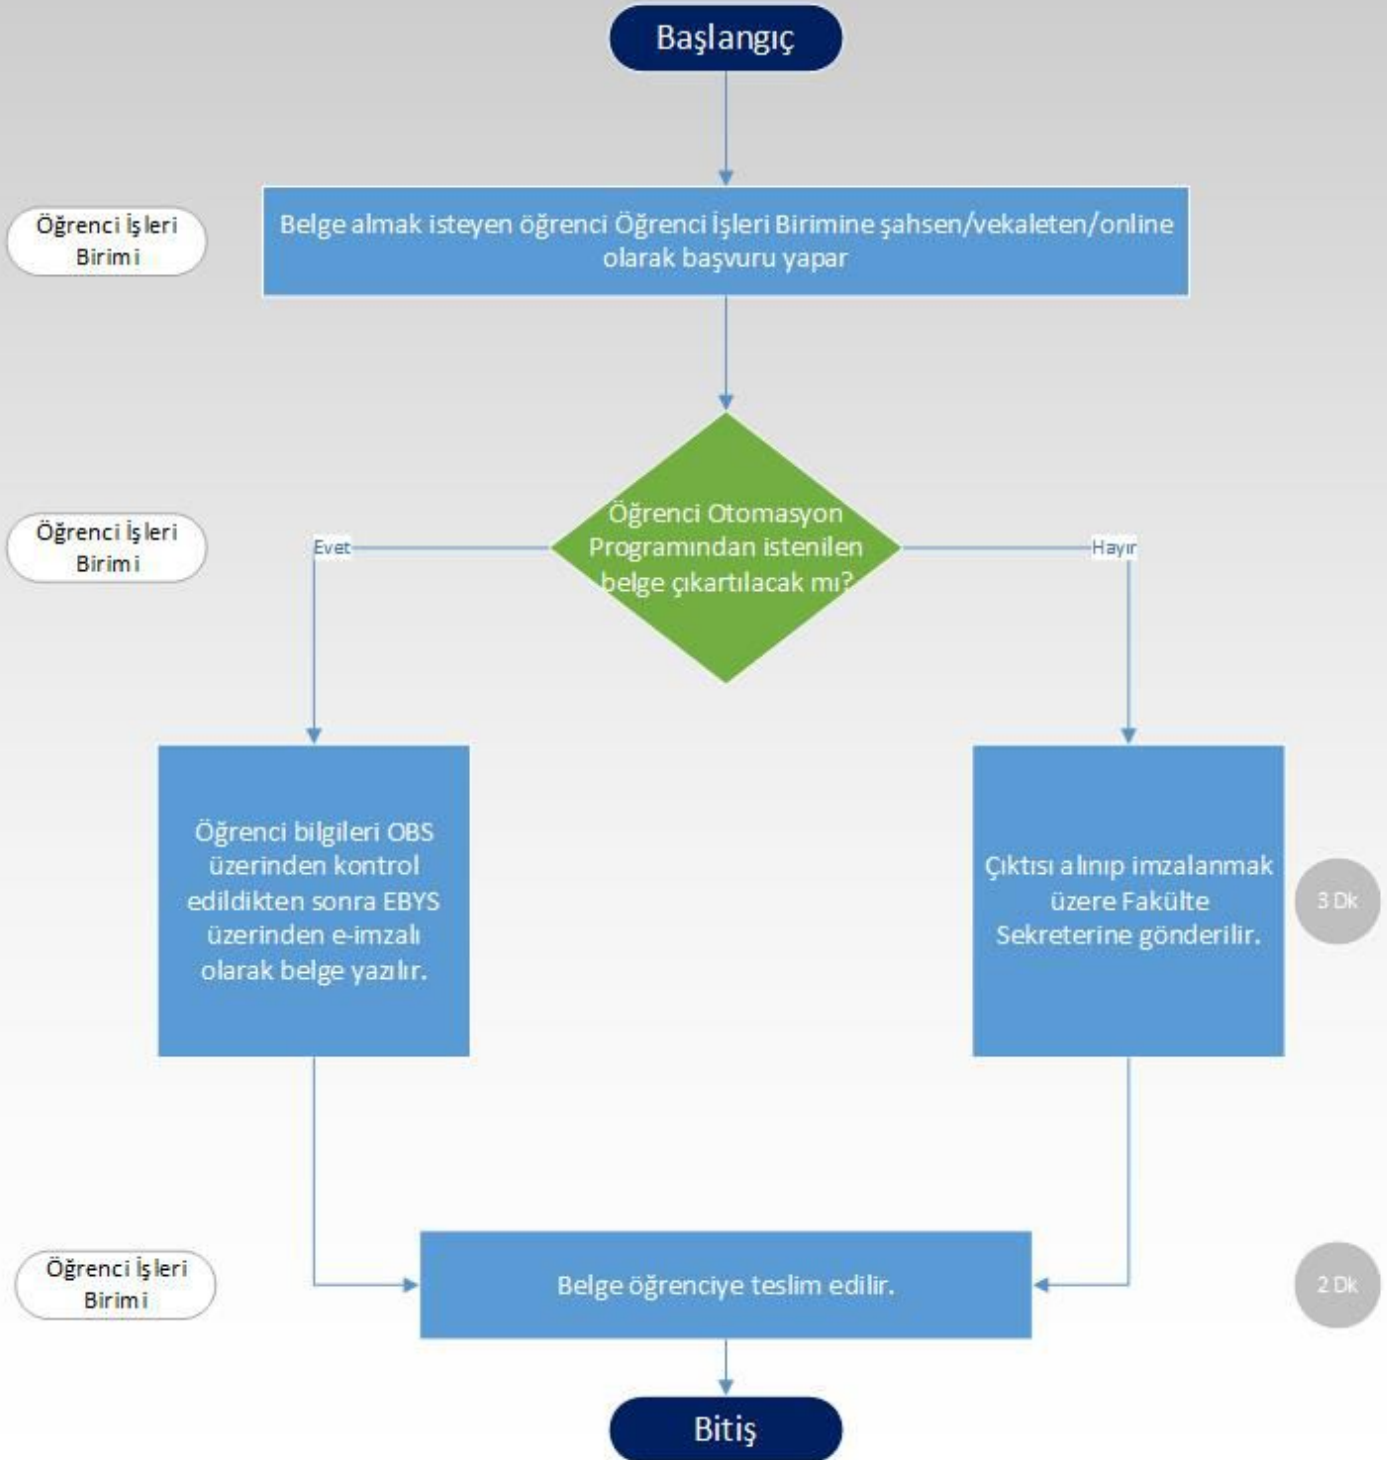 Başlangıç
Öğrenci İşleri
Birimi
Belge almak isteyen öğrenci Öğrenci İşleri Birimine şahsen/vekaleten/online
olarak başvuru yapar
Öğrenci İşleri
Birimi
Öğrenci Otomasyon
Programından istenilen
belge çıkartılacak mı?
Evet
Hayır
Öğrenci bilgileri OBS
üzerinden kontrol
edildikten sonra EBYS
üzerinden e-imzalı
olarak belge yazılır.
Çıktısı alınıp imzalanmak
üzere Fakülte
Sekreterine gönderilir.
3 Dk
Öğrenci İşleri
Birimi
Belge öğrenciye teslim edilir.
2 Dk
Bitiş